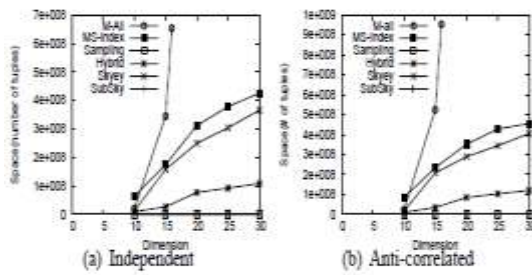 7e+008
6e+008
5e+008
4e+008
3e+008
2e+008
1e+008
0
Space(number of tuples)
M-All
MS-Index
Sampling
Hybrid
Skyey
SubSky
0 5 10 15 20 25 30
Dimension
(a) Independent
1e+009
9e+008
8e+008
7e+008
6e+008
5e+008
4e+008
3e+008
2e+008
1e+008
0
Space(# of tuples)
M-all
MS-Index
Sampling
Hybrid
Skyey
SubSky
0 5 10 15 20 25 30
Dimension
(b) Anti-correlated